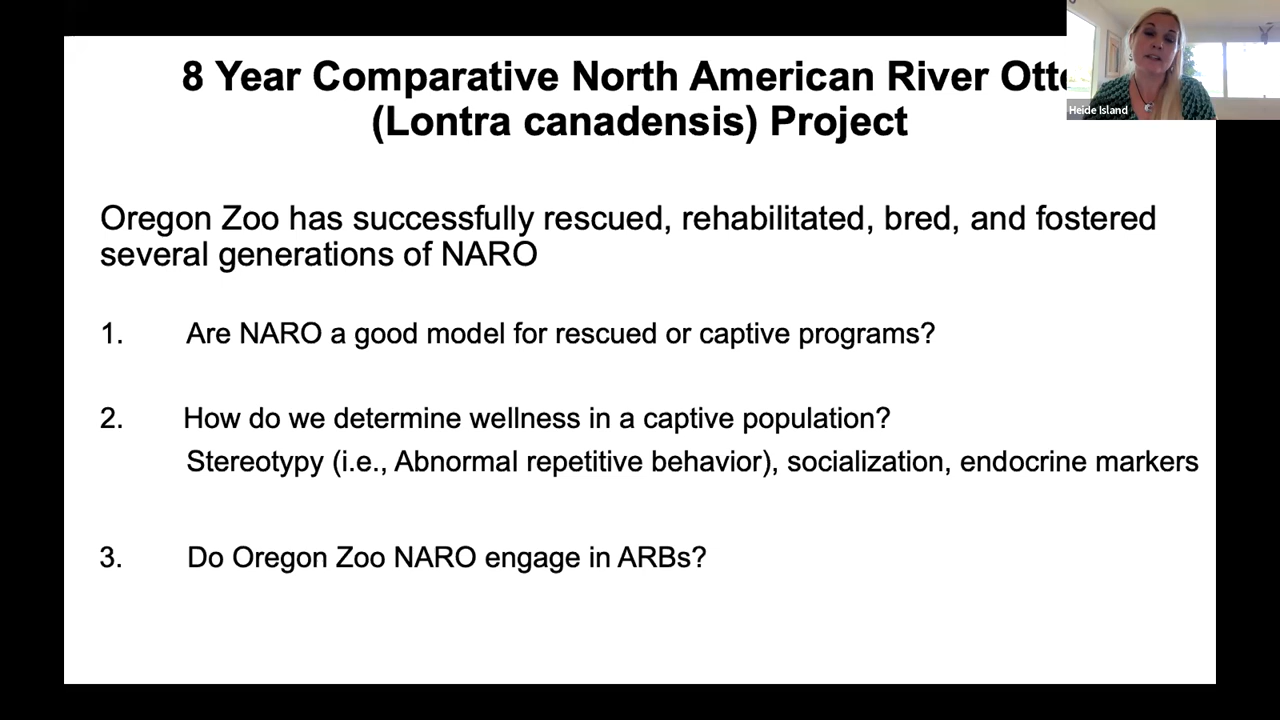 8 Year Comparative North American River Otte
(Lontra canadensis) Project
Heide Island
Oregon Zoo has successfully rescued, rehabilitated, bred, and fostered
several generations of NARO
1. Are NARO a good model for rescued or captive programs?
2. How do we determine wellness in a captive population?
Stereotypy (i.e., Abnormal repetitive behavior), socialization, endocrine markers
3. Do Oregon Zoo NARO engage in ARBs?